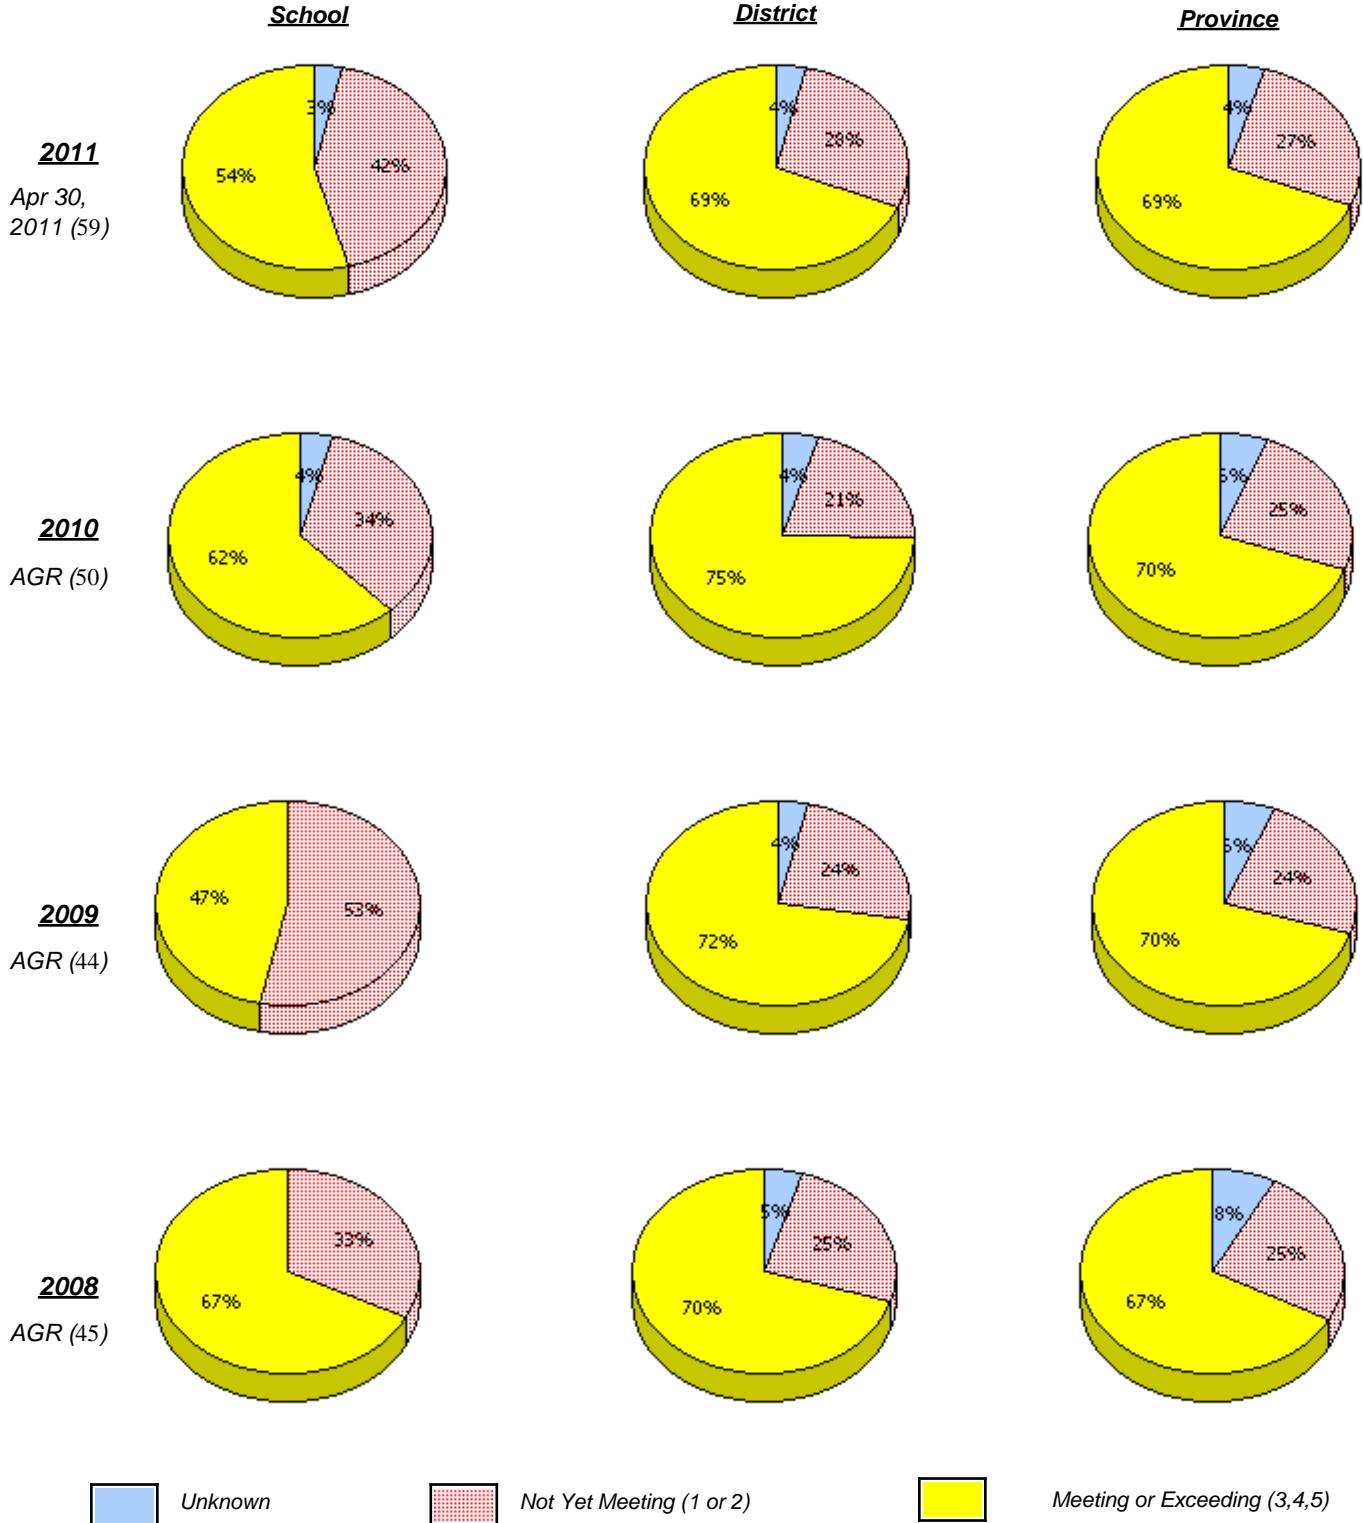 School District Province
3% 42% 54%
4% 28% 69%
4% 27% 69%
2011
Apr 30,
2011 (59)
4% 34% 62%
4% 21% 75%
5% 25% 70%
2010
AGR (50)
47% 53%
4% 24% 72%
24% 70%
2009
AGR (44)
33% 67%
5% 25% 70%
8% 25% 67%
2008
AGR (45)
Unknown Not Yet Meeting (1 or 2) Meeting or Exceeding (3,4,5)